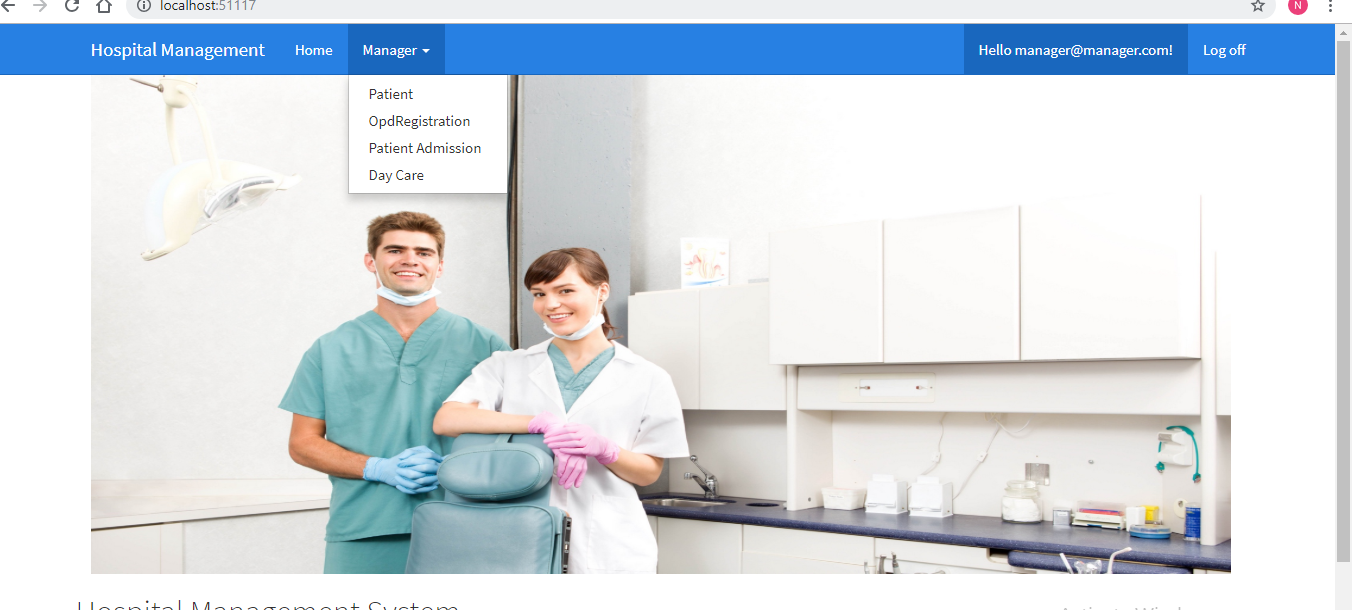 localhost:51117
Hospital Management Home Manager Hello manager@manager.com! Log off
Patient
OpdRegistration
Patient Admission
Day Care
N
Hospital Management System